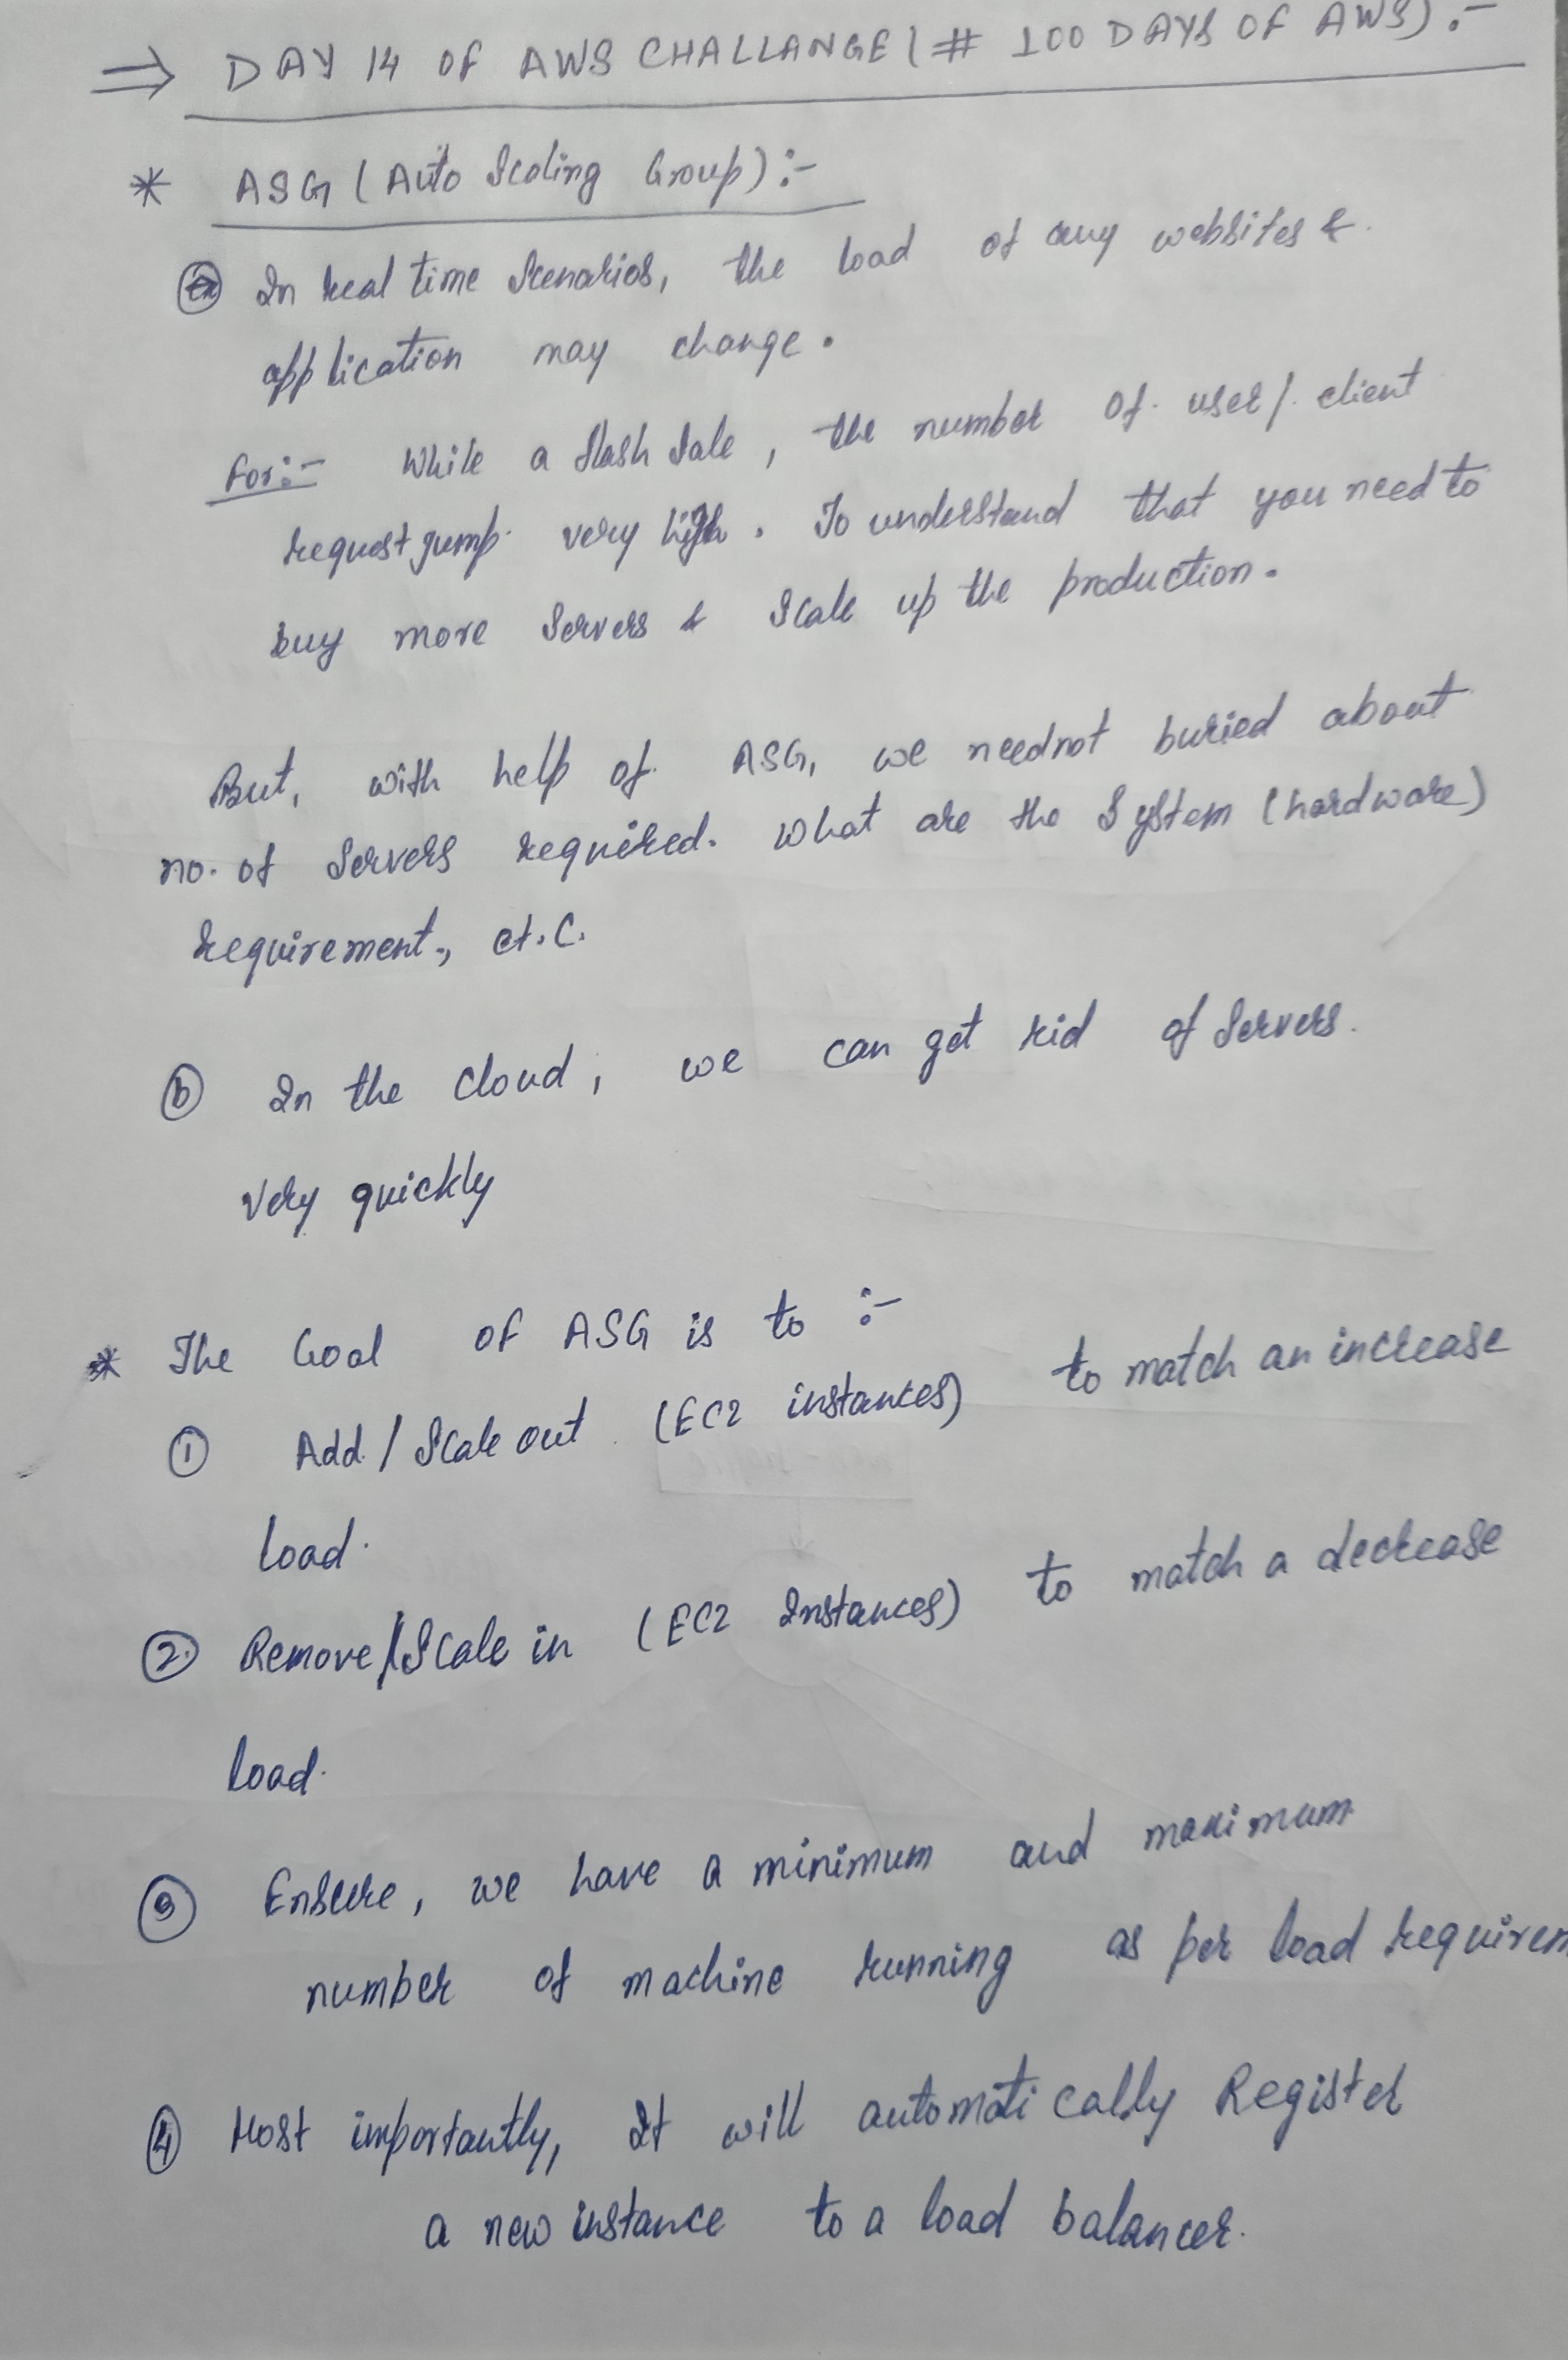 ⇒ DAY 14 OF AWS CHALLANGE (# 100 DAYS OF AWS) :-
* ASG (Auto Scaling Group) :-
ⓐ In real time Scenarios, the load of any websites &
application may change.
For:- While a flash Sale, the number of user/client
request jump very high. To understand that you need to
buy more Servers & Scale up the production.
But, with help of ASG, we neednot buried about
no. of Servers required. What are the System (hardware)
requirement., et.c.
ⓑ In the cloud, we can get rid of Servers.
very quickly
* The Goal OF ASG is to :-
① Add / Scale out (EC2 instances) to match an increase
load.
② Remove/Scale in (EC2 Instances) to match a decrease
load.
③ Ensure, we have a minimum and maximum
number of machine running as per load requirem
④ Most importantly, It will automatically Register
a new instance to a load balancer.